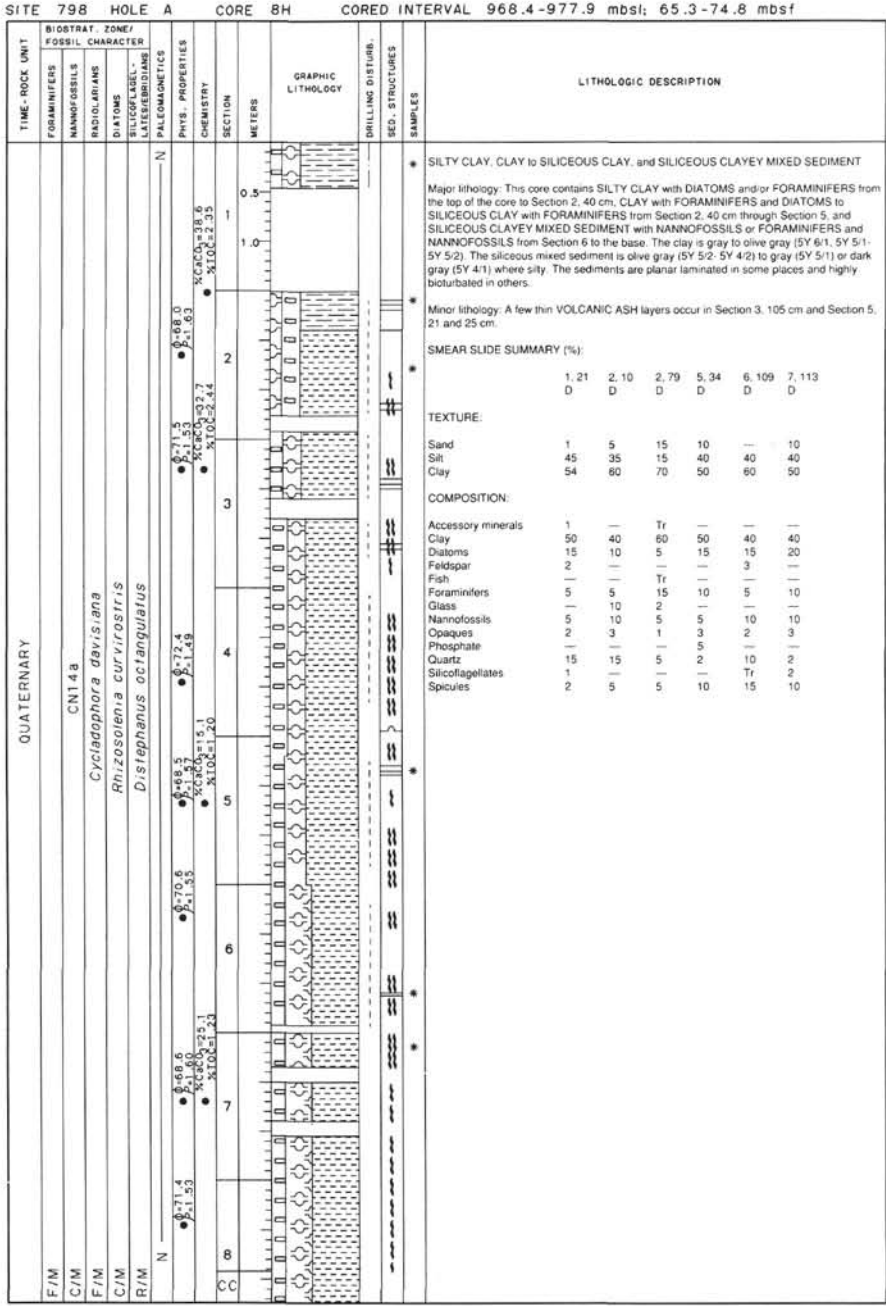 SITE 798 HOLE A CORE 8H CORED INTERVAL 968.4-977.9 mbsl; 65.3-74.8 mbsf
TIME-ROCK UNIT
BIOSTRAT. ZONE/
FOSSIL CHARACTER
FORAMINIFERS
NANNOFOSSILS
RADIOLARIANS
DIATOMS
SILICOFLAGEL-
LATES/EBRIDIANS
PALEOMAGNETICS
PHYS. PROPERTIES
CHEMISTRY
SECTION
METERS
GRAPHIC
LITHOLOGY
DRILLING DISTURB.
SED. STRUCTURES
SAMPLES
LITHOLOGIC DESCRIPTION
QUATERNARY
F/M
C/M
CN14a
F/M
Cycladophora davisiana
C/M
Rhizosolenia curvirostris
R/M
Distephanus octangulatus
N
N
Φ=68.0
ρ=1.63
Φ=71.5
ρ=1.53
Φ=72.4
ρ=1.49
Φ=68.5
ρ=1.57
Φ=70.6
ρ=1.55
Φ=68.6
ρ=1.60
Φ=71.4
ρ=1.53
%CaCO3=38.6
%TOC=2.35
%CaCO3=32.7
%TOC=2.44
%CaCO3=15.1
%TOC=1.20
%CaCO3=25.1
%TOC=1.23
1
2
3
4
5
6
7
8
CC
0.5
1.0
*
*
*
*
*
*
SILTY CLAY, CLAY to SILICEOUS CLAY, and SILICEOUS CLAYEY MIXED SEDIMENT
Major lithology: This core contains SILTY CLAY with DIATOMS and/or FORAMINIFERS from
the top of the core to Section 2, 40 cm, CLAY with FORAMINIFERS and DIATOMS to
SILICEOUS CLAY with FORAMINIFERS from Section 2, 40 cm through Section 5, and
SILICEOUS CLAYEY MIXED SEDIMENT with NANNOFOSSILS or FORAMINIFERS and
NANNOFOSSILS from Section 6 to the base. The clay is gray to olive gray (5Y 6/1, 5Y 5/1-
5Y 5/2). The siliceous mixed sediment is olive gray (5Y 5/2- 5Y 4/2) to gray (5Y 5/1) or dark
gray (5Y 4/1) where silty. The sediments are planar laminated in some places and highly
bioturbated in others.
Minor lithology: A few thin VOLCANIC ASH layers occur in Section 3, 105 cm and Section 5,
21 and 25 cm.
SMEAR SLIDE SUMMARY (%):
1, 21 2, 10 2, 79 5, 34 6, 109 7, 113
D D D D D D
TEXTURE:
Sand 1 5 15 10 — 10
Silt 45 35 15 40 40 40
Clay 54 60 70 50 60 50
COMPOSITION:
Accessory minerals 1 — Tr — — —
Clay 50 40 60 50 40 40
Diatoms 15 10 5 15 15 20
Feldspar 2 — — — 3 —
Fish — — Tr — — —
Foraminifers 5 5 15 10 5 10
Glass — 10 2 — — —
Nannofossils 5 10 5 5 10 10
Opaques 2 3 1 3 2 3
Phosphate — — — 5 — —
Quartz 15 15 5 2 10 2
Silicoflagellates 1 — — — Tr 2
Spicules 2 5 5 10 15 10